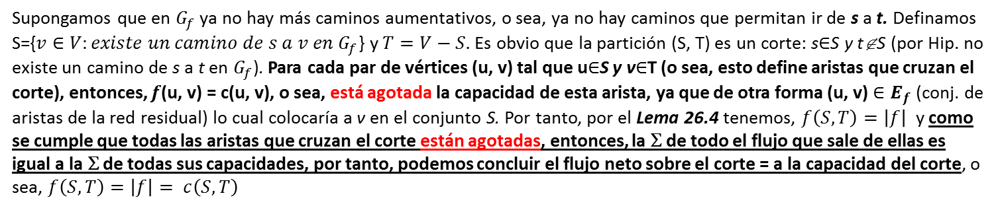 Supongamos que en G_f ya no hay más caminos aumentativos, o sea, ya no hay caminos que permitan ir de s a t. Definamos
S={v ∈ V: existe un camino de s a v en G_f} y T = V − S. Es obvio que la partición (S, T) es un corte: s∈S y t∉S (por Hip. no
existe un camino de s a t en G_f). Para cada par de vértices (u, v) tal que u∈S y v∈T (o sea, esto define aristas que cruzan el
corte), entonces, f(u, v) = c(u, v), o sea, está agotada la capacidad de esta arista, ya que de otra forma (u, v) ∈ E_f (conj. de
aristas de la red residual) lo cual colocaría a v en el conjunto S. Por tanto, por el Lema 26.4 tenemos, f(S,T) = |f| y como
se cumple que todas las aristas que cruzan el corte están agotadas, entonces, la Σ de todo el flujo que sale de ellas es
igual a la Σ de todas sus capacidades, por tanto, podemos concluir el flujo neto sobre el corte = a la capacidad del corte, o
sea, f(S,T) = |f| = c(S,T)